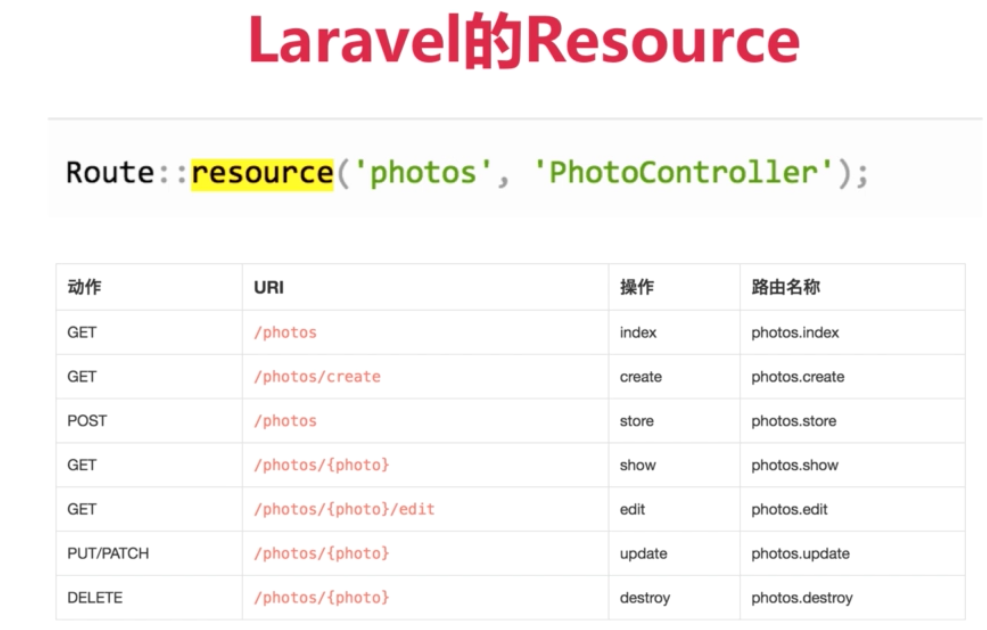 Laravel的Resource
Route::resource('photos', 'PhotoController');
动作 URI 操作 路由名称
GET /photos index photos.index
GET /photos/create create photos.create
POST /photos store photos.store
GET /photos/{photo} show photos.show
GET /photos/{photo}/edit edit photos.edit
PUT/PATCH /photos/{photo} update photos.update
DELETE /photos/{photo} destroy photos.destroy